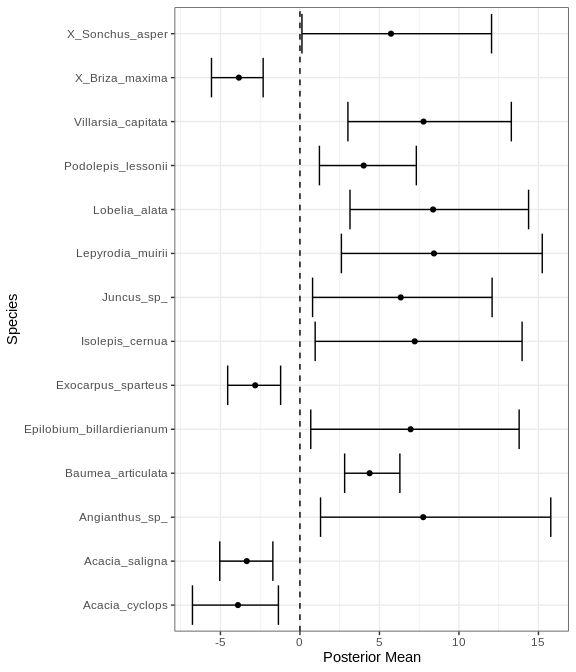 X_Sonchus_asper
X_Briza_maxima
Villarsia_capitata
Podolepis_lessonii
Lobelia_alata
Lepyrodia_muirii
Juncus_sp_
Isolepis_cernua
Exocarpus_sparteus
Epilobium_billardierianum
Baumea_articulata
Angianthus_sp_
Acacia_saligna
Acacia_cyclops
Species
-5 0 5 10 15
Posterior Mean